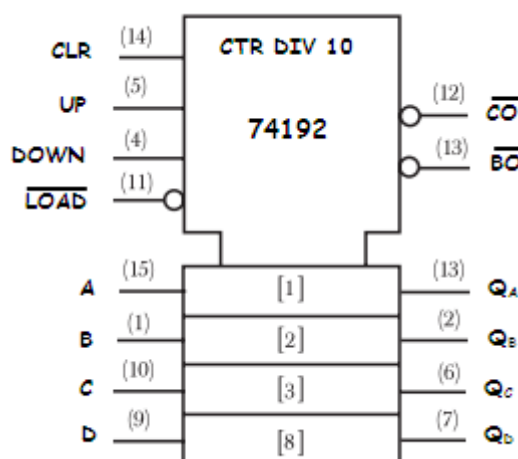 CLR (14) CTR DIV 10
UP (5) 74192 (12) CO
DOWN (4) (13) BO
LOAD (11)
A (15) [1] (13) QA
B (1) [2] (2) QB
C (10) [3] (6) QC
D (9) [8] (7) QD